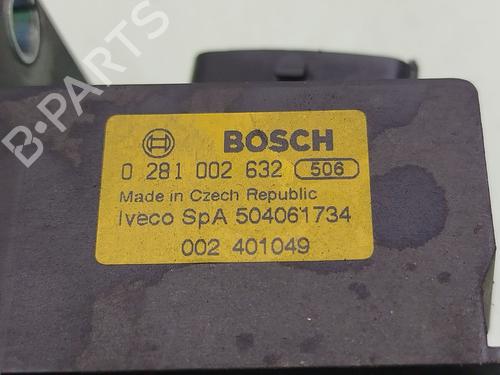 BOSCH
0 281 002 632 506
Made in Czech Republic
Iveco SpA 504061734
002 401049
B-PARTS